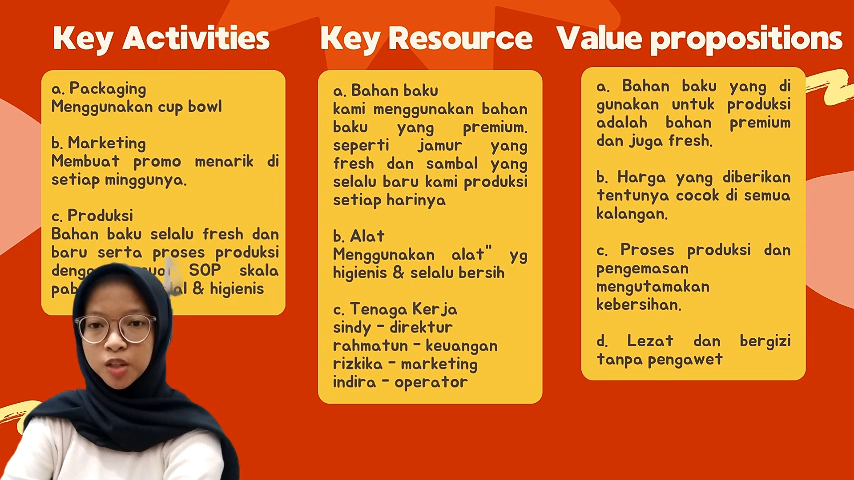 Key Activities
a. Packaging
Menggunakan cup bowl
b. Marketing
Membuat promo menarik di
setiap minggunya.
c. Produksi
Bahan baku selalu fresh dan
baru serta proses produksi
SOP skala
& higienis
Key Resource
a. Bahan baku
kami menggunakan bahan
baku yang premium.
seperti jamur yang
fresh dan sambal yang
selalu baru kami produksi
setiap harinya
b. Alat
Menggunakan alat" yg
higienis & selalu bersih
c. Tenaga Kerja
sindy - direktur
rahmatun - keuangan
rizkika - marketing
indira - operator
Value propositions
a. Bahan baku yang di
gunakan untuk produksi
adalah bahan premium
dan juga fresh.
b. Harga yang diberikan
tentunya cocok di semua
kalangan.
c. Proses produksi dan
pengemasan
mengutamakan
kebersihan.
d. Lezat dan bergizi
tanpa pengawet